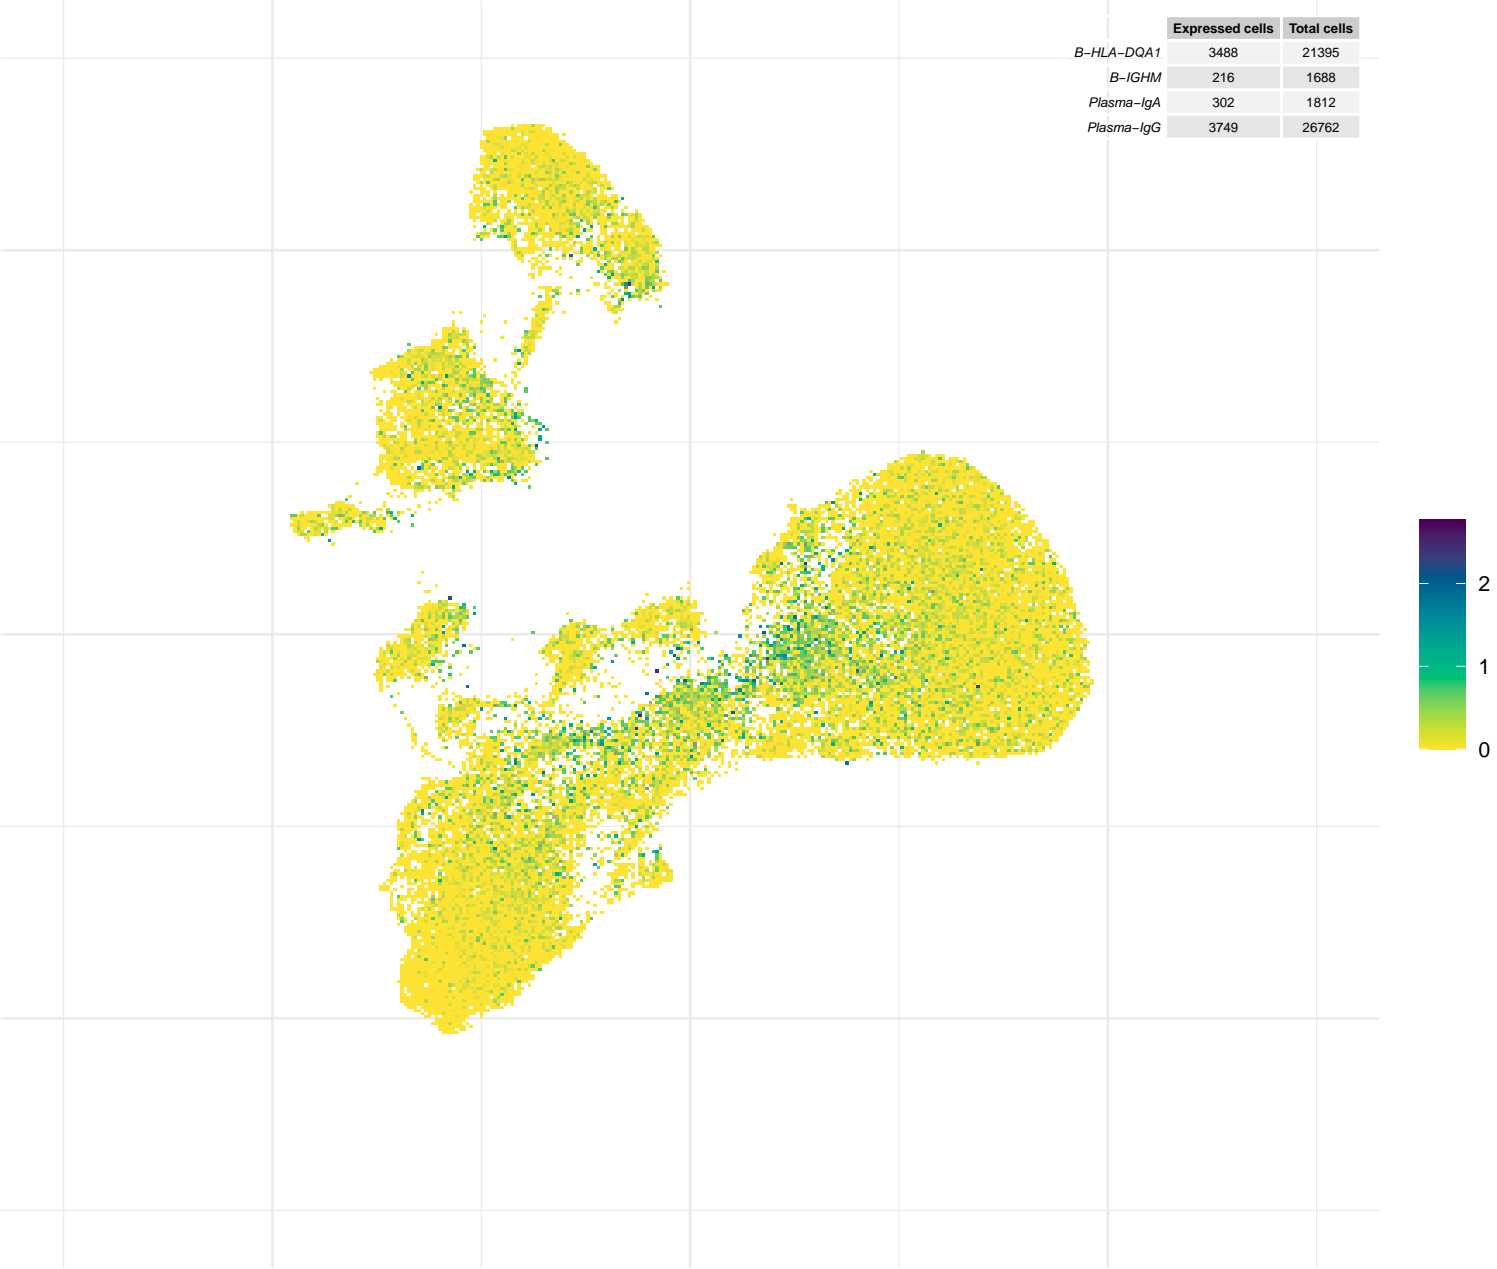 Expressed cells Total cells
B−HLA−DQA1 3488 21395
B−IGHM 216 1688
Plasma−IgA 302 1812
Plasma−IgG 3749 26762
2
1
0